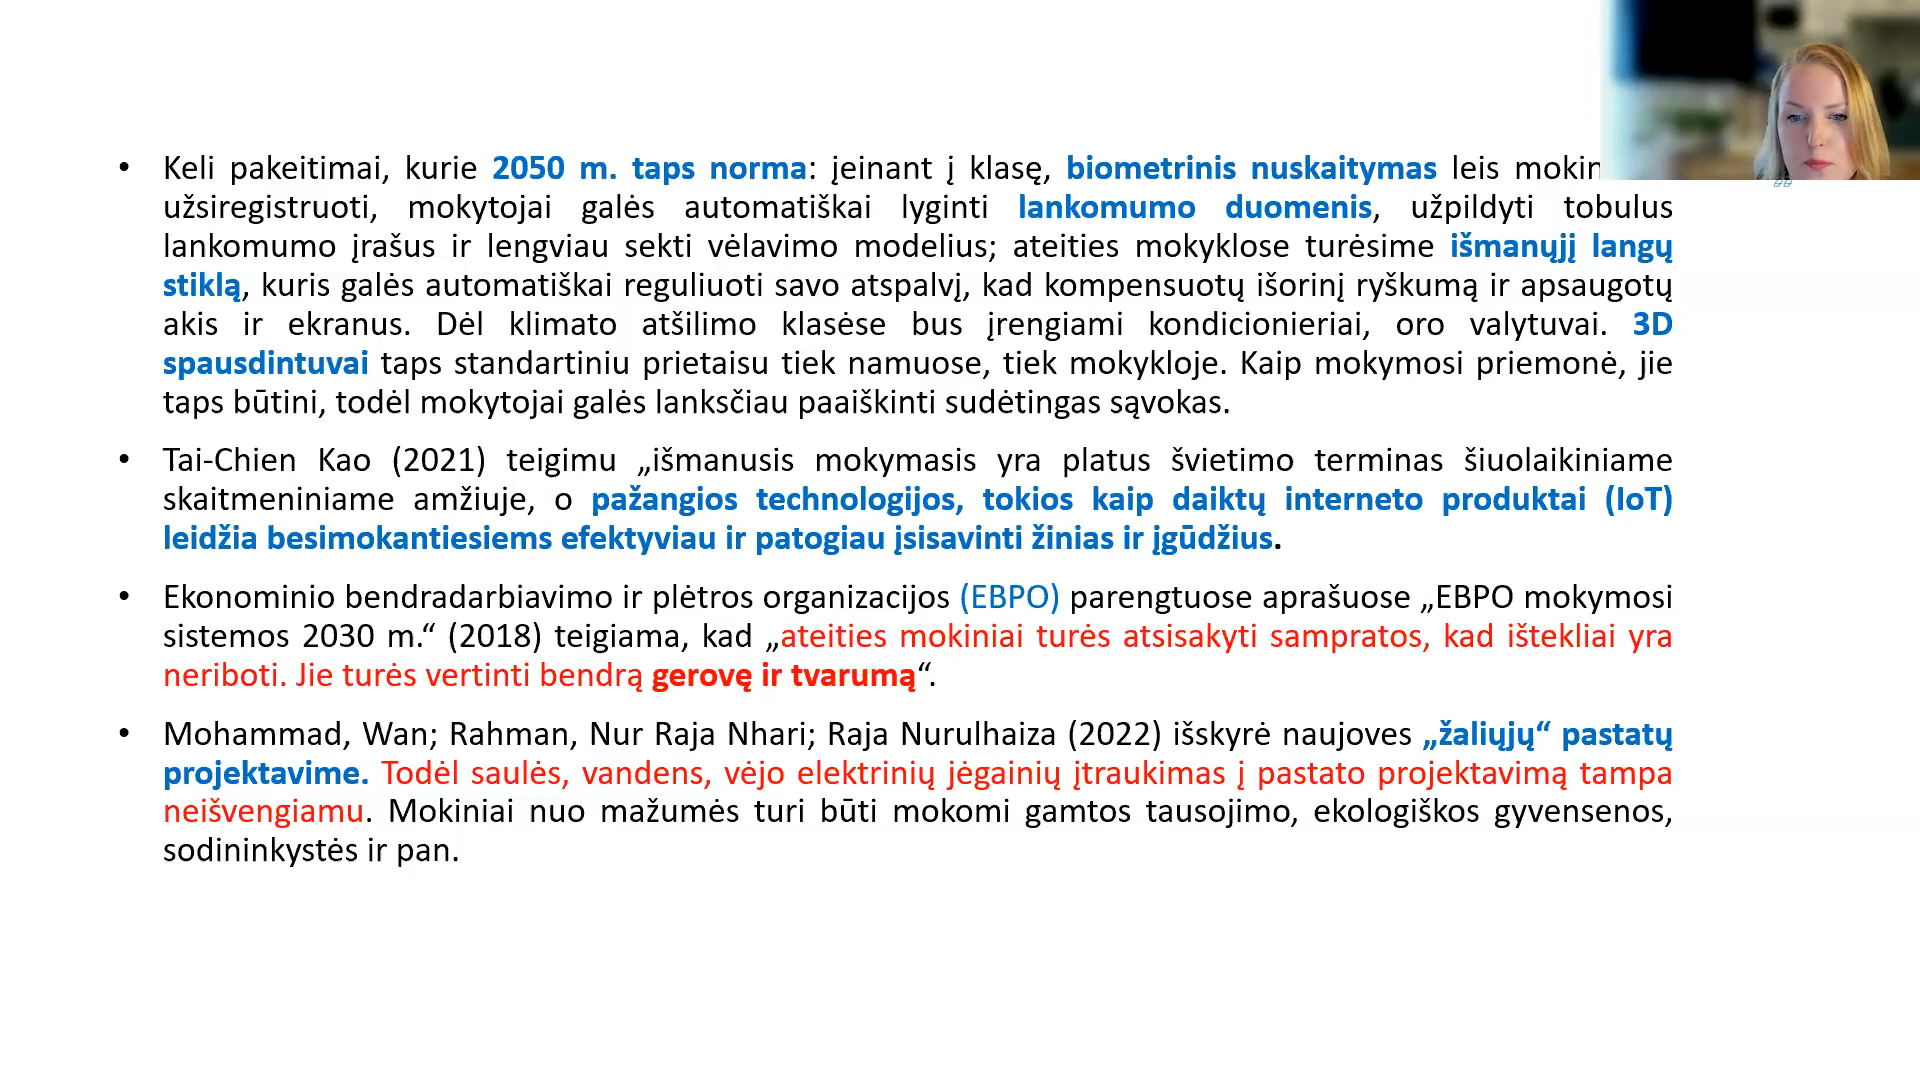 • Keli pakeitimai, kurie 2050 m. taps norma: įeinant į klasę, biometrinis nuskaitymas leis
užsiregistruoti, mokytojai galės automatiškai lyginti lankomumo duomenis, užpildyti tobulus
lankomumo įrašus ir lengviau sekti vėlavimo modelius; ateities mokyklose turėsime išmanųjį langų
stiklą, kuris galės automatiškai reguliuoti savo atspalvį, kad kompensuotų išorinį ryškumą ir apsaugotų
akis ir ekranus. Dėl klimato atšilimo klasėse bus įrengiami kondicionieriai, oro valytuvai. 3D
spausdintuvai taps standartiniu prietaisu tiek namuose, tiek mokykloje. Kaip mokymosi priemonė, jie
taps būtini, todėl mokytojai galės lanksčiau paaiškinti sudėtingas sąvokas.
• Tai-Chien Kao (2021) teigimu „išmanusis mokymasis yra platus švietimo terminas šiuolaikiniame
skaitmeniniame amžiuje, o pažangios technologijos, tokios kaip daiktų interneto produktai (IoT)
leidžia besimokantiesiems efektyviau ir patogiau įsisavinti žinias ir įgūdžius.
• Ekonominio bendradarbiavimo ir plėtros organizacijos (EBPO) parengtuose aprašuose „EBPO mokymosi
sistemos 2030 m.“ (2018) teigiama, kad „ateities mokiniai turės atsisakyti sampratos, kad ištekliai yra
neriboti. Jie turės vertinti bendrą gerovę ir tvarumą“.
• Mohammad, Wan; Rahman, Nur Raja Nhari; Raja Nurulhaiza (2022) išskyrė naujoves „žaliųjų“ pastatų
projektavime. Todėl saulės, vandens, vėjo elektrinių jėgainių įtraukimas į pastato projektavimą tampa
neišvengiamu. Mokiniai nuo mažumės turi būti mokomi gamtos tausojimo, ekologiškos gyvensenos,
sodininkystės ir pan.